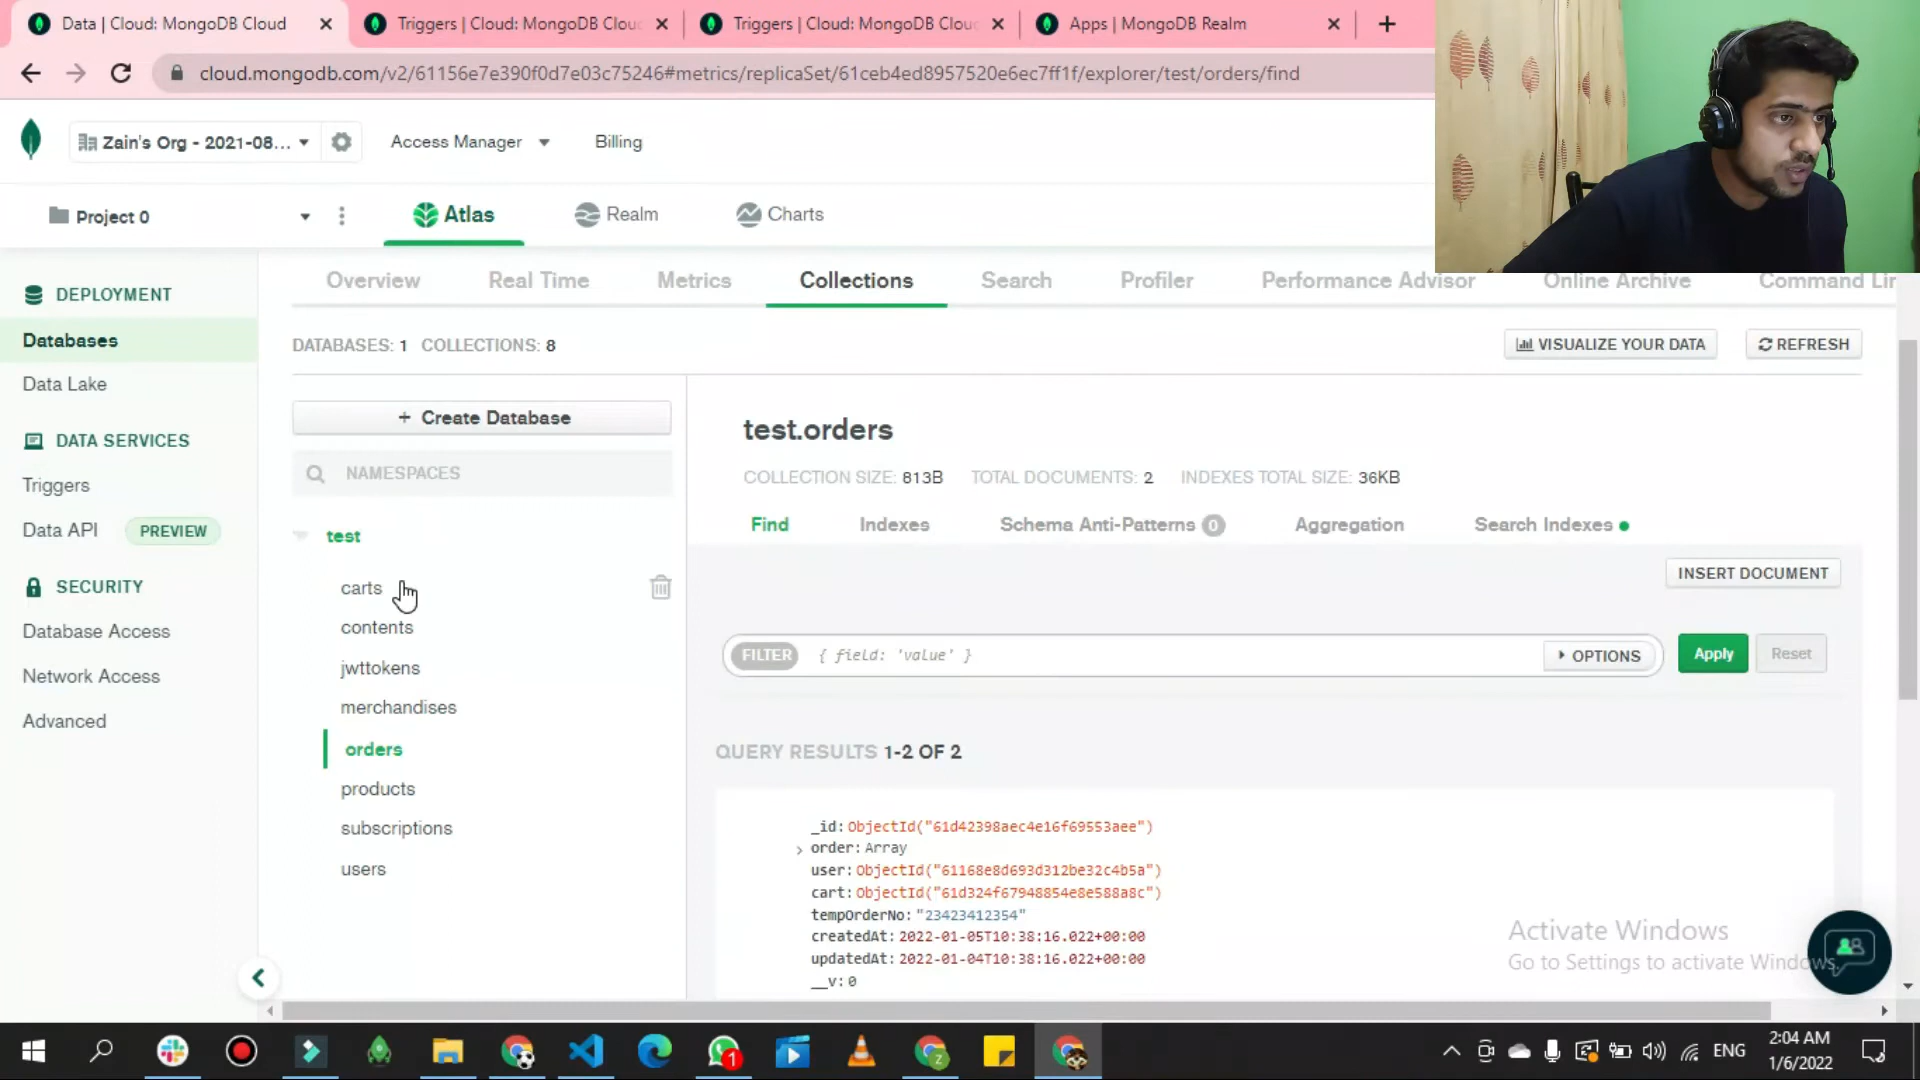 Data | Cloud: MongoDB Cloud
Triggers | Cloud: MongoDB Clou
Triggers | Cloud: MongoDB Clou
Apps | MongoDB Realm
cloud.mongodb.com/v2/61156e7e390f0d7e03c75246#metrics/replicaSet/61ceb4ed8957520e6ec7ff1f/explorer/test/orders/find
Zain's Org - 2021-08...
Access Manager
Billing
Project 0
Atlas
Realm
Charts
DEPLOYMENT
Databases
Data Lake
DATA SERVICES
Triggers
Data API PREVIEW
SECURITY
Database Access
Network Access
Advanced
Overview
Real Time
Metrics
Collections
Search
Profiler
Performance Advisor
Online Archive
Command Lin
DATABASES: 1 COLLECTIONS: 8
VISUALIZE YOUR DATA
REFRESH
+ Create Database
NAMESPACES
test
carts
contents
jwttokens
merchandises
orders
products
subscriptions
users
test.orders
COLLECTION SIZE: 813B TOTAL DOCUMENTS: 2 INDEXES TOTAL SIZE: 36KB
Find
Indexes
Schema Anti-Patterns 0
Aggregation
Search Indexes
INSERT DOCUMENT
FILTER { field: 'value' }
OPTIONS
Apply
Reset
QUERY RESULTS 1-2 OF 2
_id: ObjectId("61d42398aec4e16f69553aee")
order: Array
user: ObjectId("61168e8d693d312be32c4b5a")
cart: ObjectId("61d324f67948854e8e588a8c")
tempOrderNo: "23423412354"
createdAt: 2022-01-05T10:38:16.022+00:00
updatedAt: 2022-01-04T10:38:16.022+00:00
__v: 0
Activate Windows
Go to Settings to activate Windows.
1
ENG
2:04 AM
1/6/2022